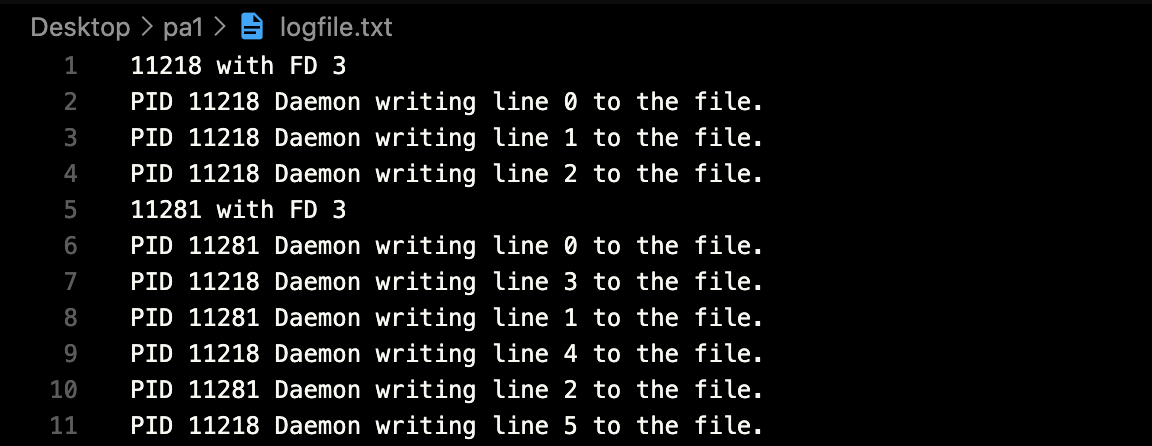 Desktop > pa1 > logfile.txt
1 11218 with FD 3
2 PID 11218 Daemon writing line 0 to the file.
3 PID 11218 Daemon writing line 1 to the file.
4 PID 11218 Daemon writing line 2 to the file.
5 11281 with FD 3
6 PID 11281 Daemon writing line 0 to the file.
7 PID 11218 Daemon writing line 3 to the file.
8 PID 11281 Daemon writing line 1 to the file.
9 PID 11218 Daemon writing line 4 to the file.
10 PID 11281 Daemon writing line 2 to the file.
11 PID 11218 Daemon writing line 5 to the file.